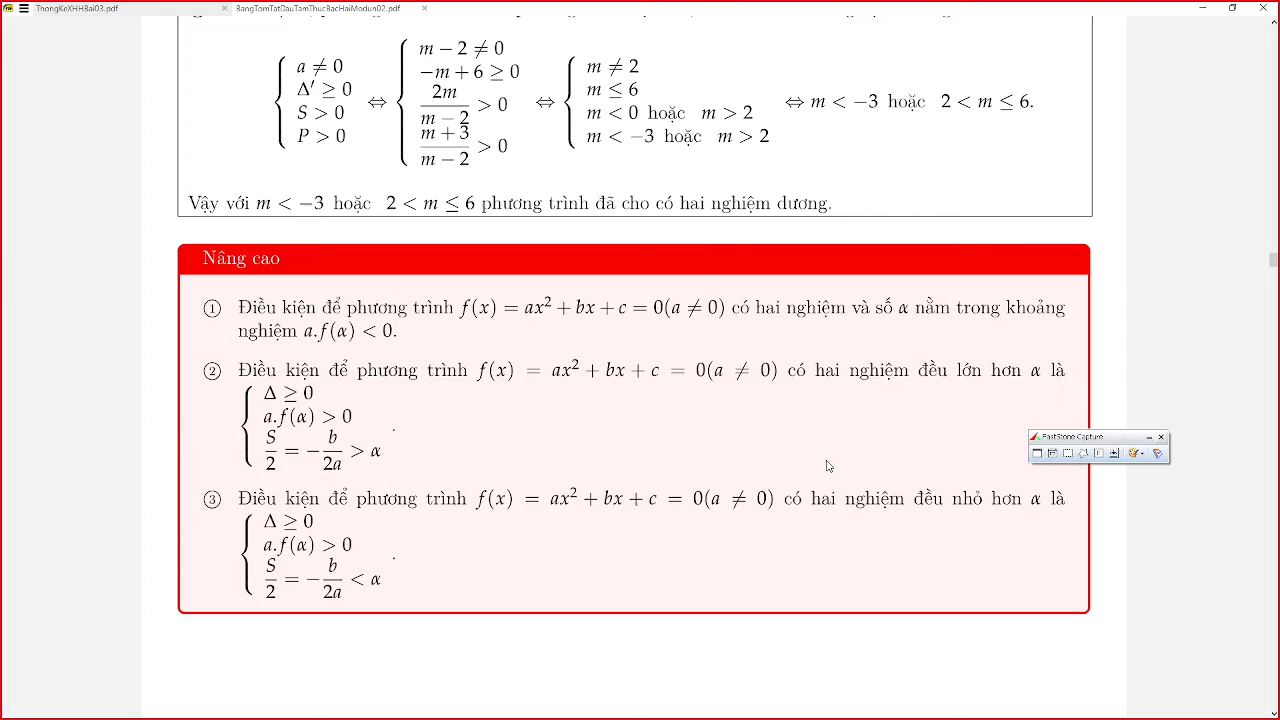 ThongKeXHHBai03.pdf
BangTomTatDauTamThucBacHaiModun02.pdf
{ a ≠ 0
Δ′ ≥ 0
S > 0
P > 0
⇔ { m − 2 ≠ 0
−m + 6 ≥ 0
2m/(m − 2) > 0
(m + 3)/(m − 2) > 0
⇔ { m ≠ 2
m ≤ 6
m < 0 hoặc m > 2
m < −3 hoặc m > 2
⇔ m < −3 hoặc 2 < m ≤ 6.
Vậy với m < −3 hoặc 2 < m ≤ 6 phương trình đã cho có hai nghiệm dương.
Nâng cao
① Điều kiện để phương trình f(x) = ax² + bx + c = 0(a ≠ 0) có hai nghiệm và số α nằm trong khoảng
nghiệm a.f(α) < 0.
② Điều kiện để phương trình f(x) = ax² + bx + c = 0(a ≠ 0) có hai nghiệm đều lớn hơn α là
{ Δ ≥ 0
a.f(α) > 0
S/2 = −b/2a > α
.
③ Điều kiện để phương trình f(x) = ax² + bx + c = 0(a ≠ 0) có hai nghiệm đều nhỏ hơn α là
{ Δ ≥ 0
a.f(α) > 0
S/2 = −b/2a < α
.
FastStone Capture